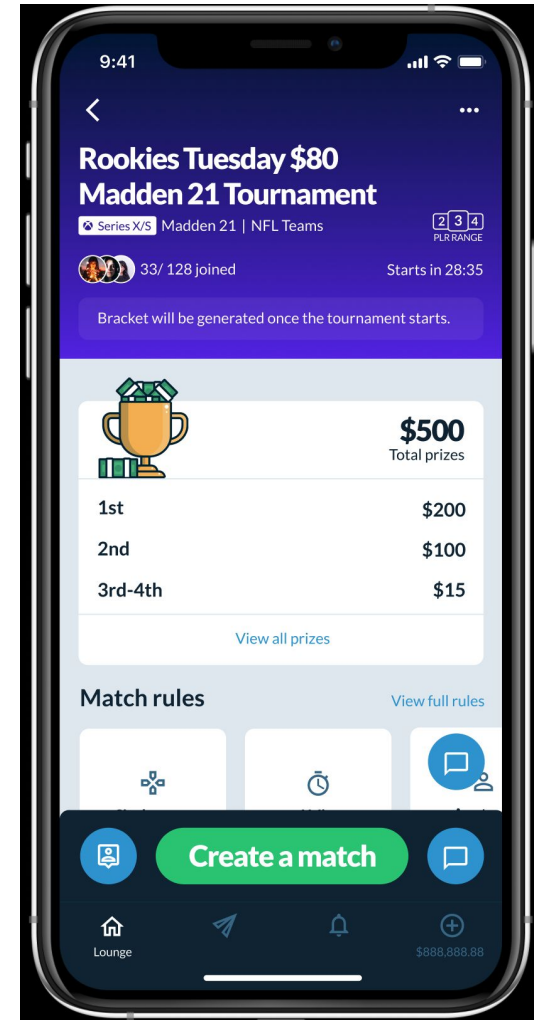 9:41
Rookies Tuesday $80
Madden 21 Tournament
Series X/S Madden 21 | NFL Teams
2 3 4
PLR RANGE
33/ 128 joined
Starts in 28:35
Bracket will be generated once the tournament starts.
$500
Total prizes
1st $200
2nd $100
3rd-4th $15
View all prizes
Match rules
View full rules
Create a match
Lounge
$888,888.88